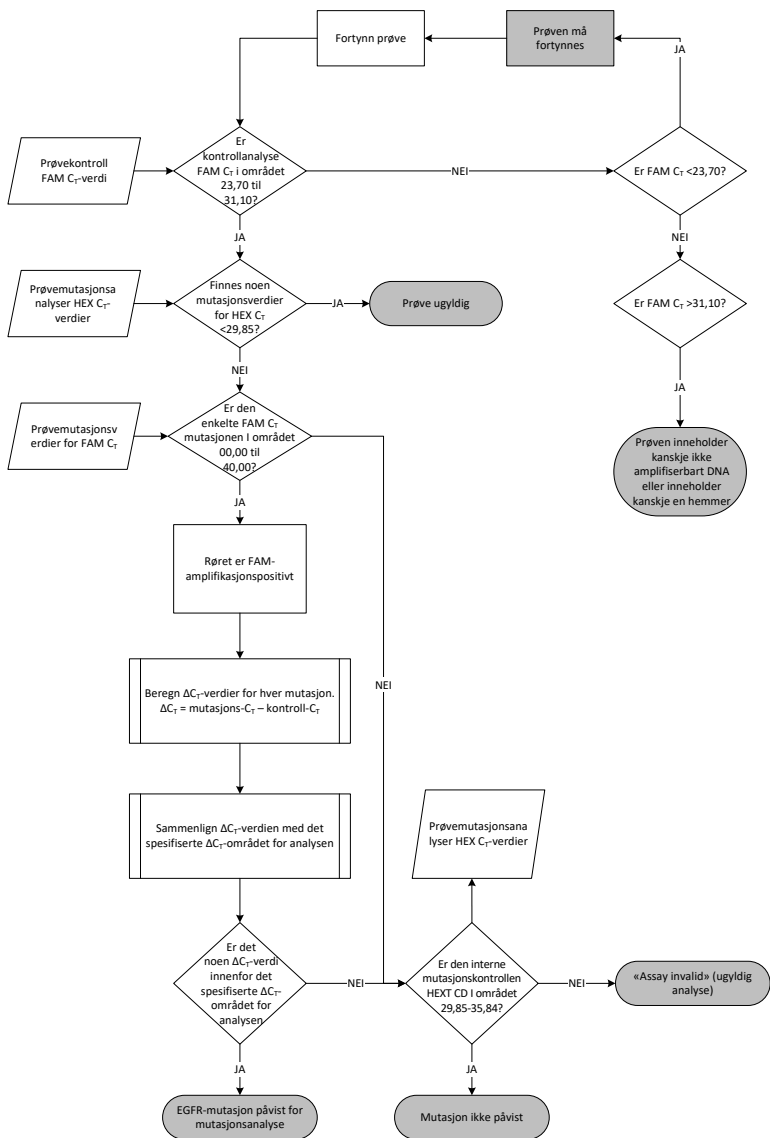 Fortynn prøve
Prøven må
fortynnes
JA
Prøvekontroll
FAM CT-verdi
Er
kontrollanalyse
FAM CT i området
23,70 til
31,10?
NEI
Er FAM CT <23,70?
JA
NEI
Prøvemutasjonsa
nalyser HEX CT-
verdier
Finnes noen
mutasjonsverdier
for HEX CT
<29,85?
JA
Prøve ugyldig
Er FAM CT >31,10?
NEI
JA
Prøvemutasjonsv
erdier for FAM CT
Er den
enkelte FAM CT
mutasjonen I området
00,00 til
40,00?
Prøven inneholder
kanskje ikke
amplifiserbart DNA
eller inneholder
kanskje en hemmer
JA
Røret er FAM-
amplifikasjonspositivt
NEI
Beregn ΔCT-verdier for hver mutasjon.
ΔCT = mutasjons-CT – kontroll-CT
Sammenlign ΔCT-verdien med det
spesifiserte ΔCT-området for analysen
Prøvemutasjonsana
lyser HEX CT-verdier
Er det
noen ΔCT-verdi
innenfor det
spesifiserte ΔCT-
området for
analysen
NEI
Er den interne
mutasjonskontrollen
HEXT CD I området
29,85-35,84?
NEI
«Assay invalid» (ugyldig
analyse)
JA
JA
EGFR-mutasjon påvist for
mutasjonsanalyse
Mutasjon ikke påvist